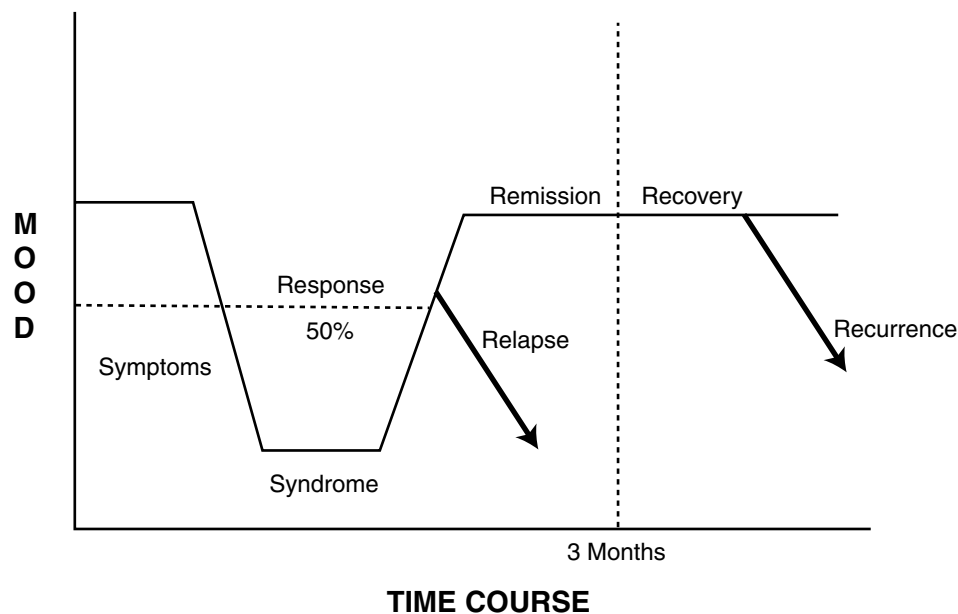 Remission
Recovery
M
O
O
D
Response
50%
Relapse
Recurrence
Symptoms
Syndrome
3 Months
TIME COURSE